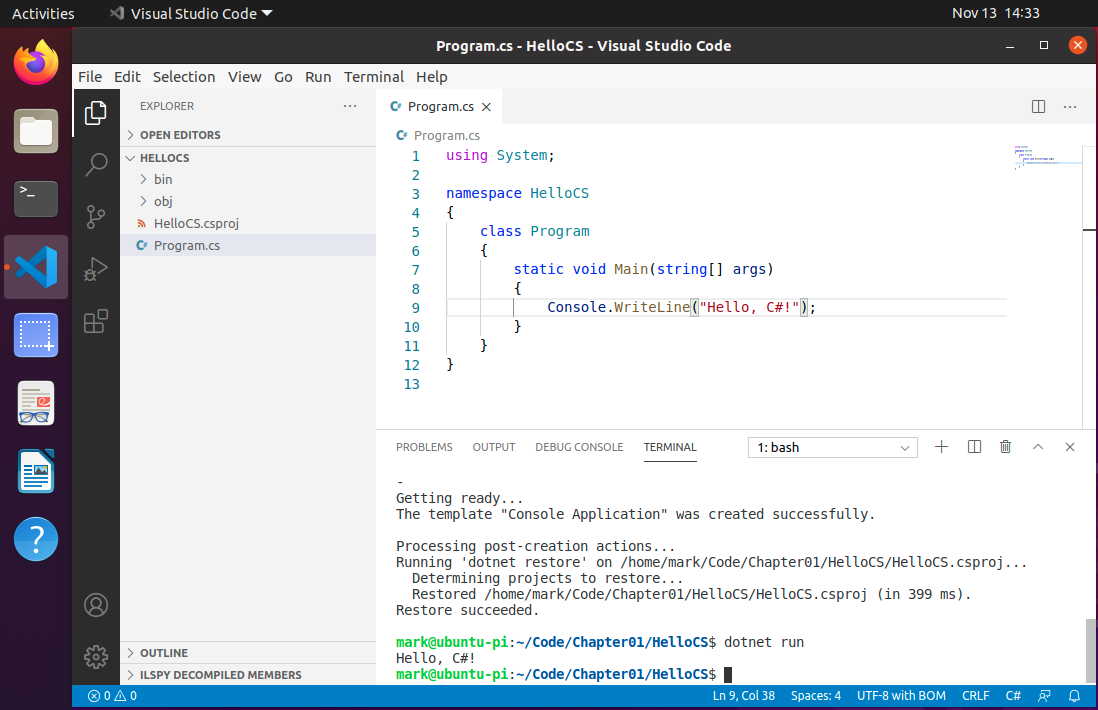 Activities
Visual Studio Code
Nov 13 14:33
Program.cs - HelloCS - Visual Studio Code
File Edit Selection View Go Run Terminal Help
EXPLORER
OPEN EDITORS
HELLOCS
bin
obj
HelloCS.csproj
Program.cs
OUTLINE
ILSPY DECOMPILED MEMBERS
Program.cs
Program.cs
1 using System;
2
3 namespace HelloCS
4 {
5 class Program
6 {
7 static void Main(string[] args)
8 {
9 Console.WriteLine("Hello, C#!");
10 }
11 }
12 }
13
PROBLEMS OUTPUT DEBUG CONSOLE TERMINAL 1: bash
-
Getting ready...
The template "Console Application" was created successfully.
Processing post-creation actions...
Running 'dotnet restore' on /home/mark/Code/Chapter01/HelloCS/HelloCS.csproj...
Determining projects to restore...
Restored /home/mark/Code/Chapter01/HelloCS/HelloCS.csproj (in 399 ms).
Restore succeeded.
mark@ubuntu-pi:~/Code/Chapter01/HelloCS$ dotnet run
Hello, C#!
mark@ubuntu-pi:~/Code/Chapter01/HelloCS$
0 0 Ln 9, Col 38 Spaces: 4 UTF-8 with BOM CRLF C#